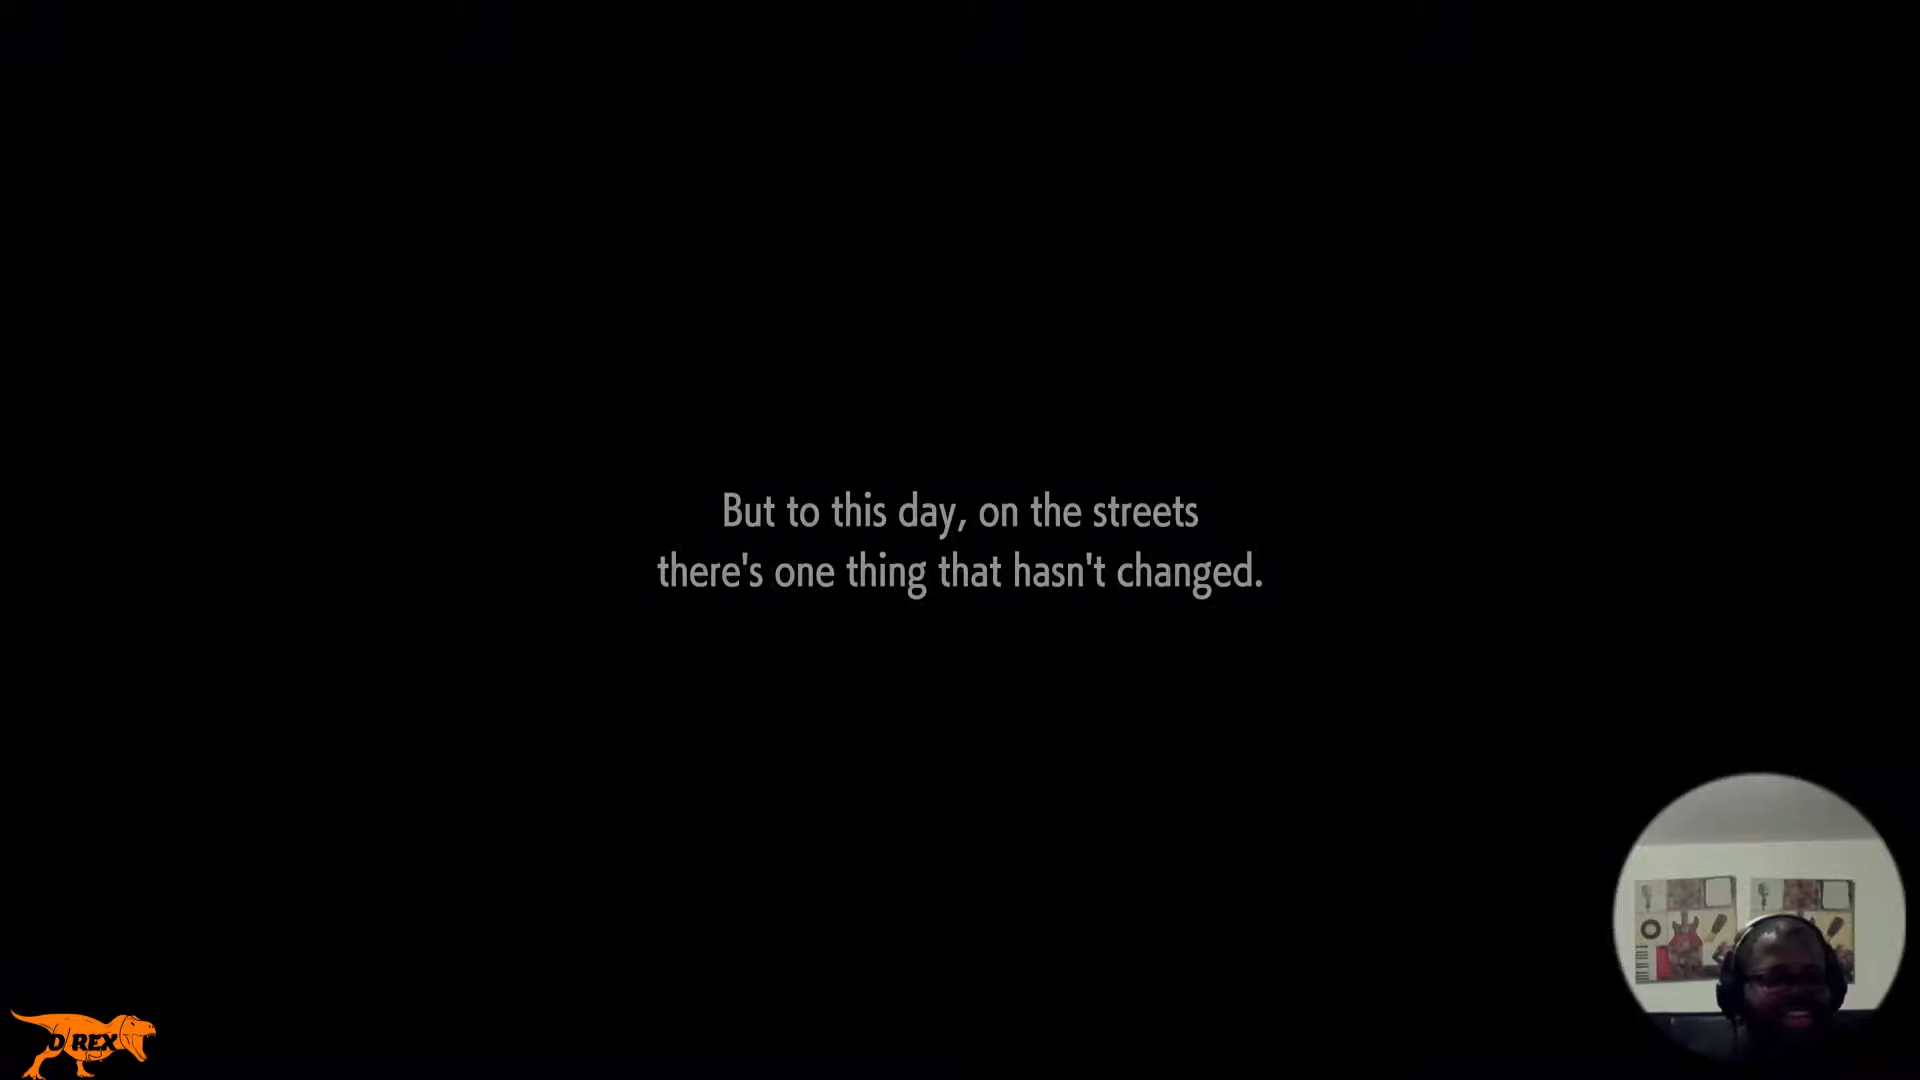 But to this day, on the streets
there's one thing that hasn't changed.
D REX